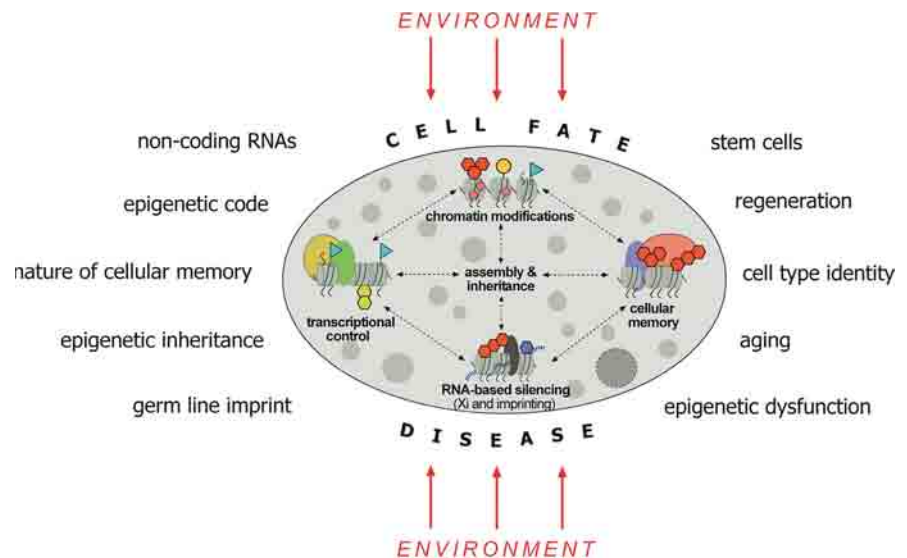 ENVIRONMENT
CELL FATE
non-coding RNAs
stem cells
epigenetic code
chromatin modifications
regeneration
nature of cellular memory
assembly &
inheritance
cell type identity
transcriptional
control
cellular
memory
epigenetic inheritance
aging
RNA-based silencing
(Xi and imprinting)
germ line imprint
epigenetic dysfunction
DISEASE
ENVIRONMENT